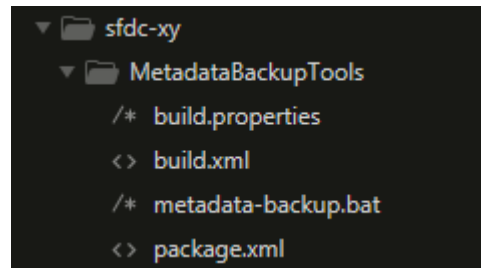 sfdc-xy
MetadataBackupTools
/* build.properties
<> build.xml
/* metadata-backup.bat
<> package.xml